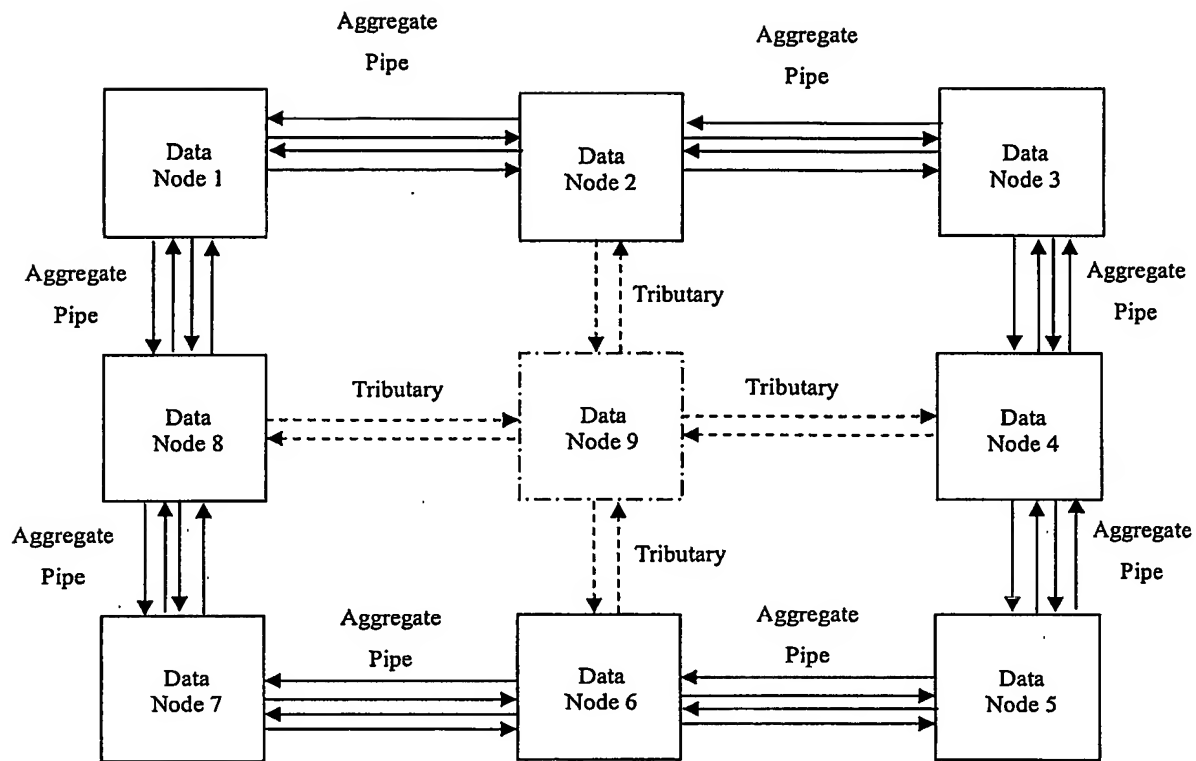 Aggregate
Pipe
Aggregate
Pipe
Data
Node 1
Data
Node 2
Data
Node 3
Aggregate
Pipe
Tributary
Aggregate
Pipe
Data
Node 8
Tributary
Data
Node 9
Tributary
Data
Node 4
Aggregate
Pipe
Tributary
Aggregate
Pipe
Data
Node 7
Aggregate
Pipe
Data
Node 6
Aggregate
Pipe
Data
Node 5